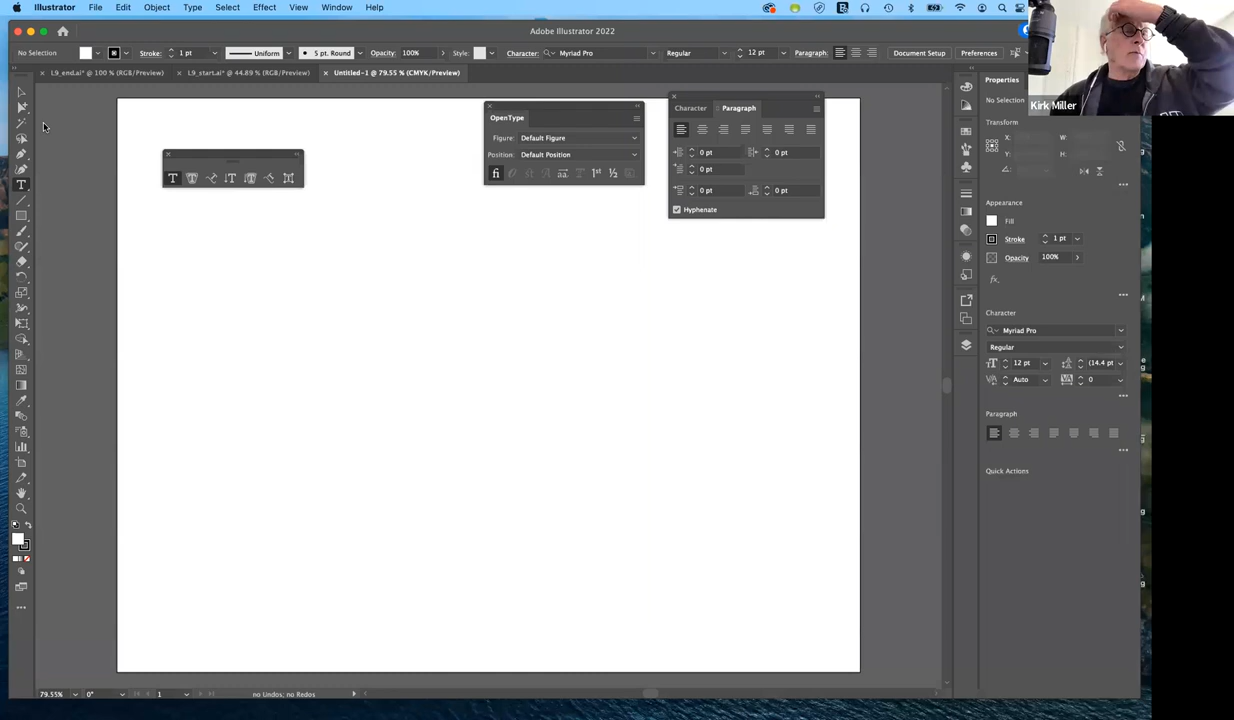 Illustrator File Edit Object Type Select Effect View Window Help
Adobe Illustrator 2022
No Selection Stroke: 1 pt Uniform 5 pt. Round Opacity: 100% Style: Character: Myriad Pro Regular 12 pt Paragraph: Document Setup Preferences
L9_end.ai* @ 100 % (RGB/Preview) L9_start.ai* @ 44.89 % (RGB/Preview) Untitled-1 @ 79.55 % (CMYK/Preview)
Kirk Miller
OpenType
Figure: Default Figure
Position: Default Position
Character Paragraph
0 pt 0 pt
0 pt
0 pt 0 pt
Hyphenate
Properties
No Selection
Transform
X: W:
Y: H:
Appearance
Fill
Stroke 1 pt
Opacity 100%
Character
Myriad Pro
Regular
12 pt (14.4 pt
Auto 0
Paragraph
Quick Actions
79.55% 0° 1 no Undos; no Redos